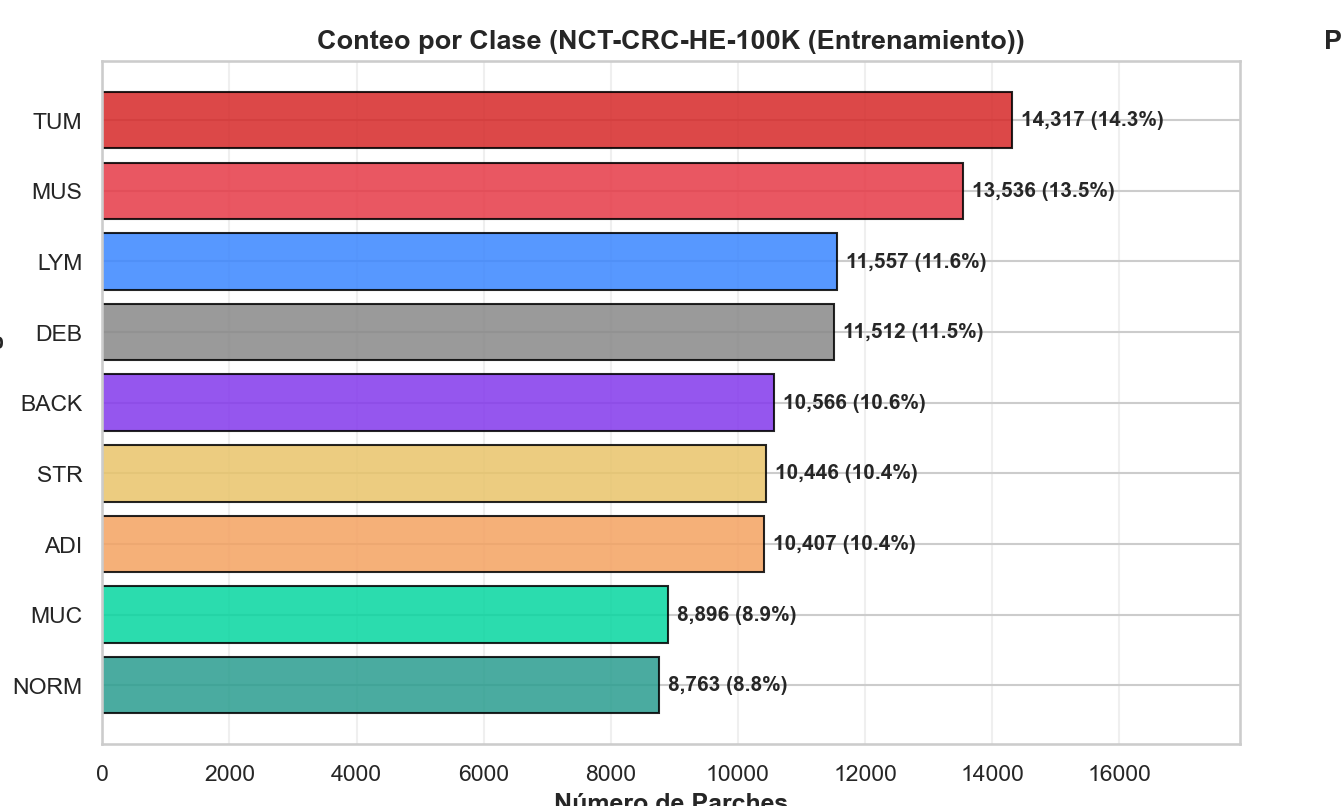 Conteo por Clase (NCT-CRC-HE-100K (Entrenamiento))
P
TUM 14,317 (14.3%)
MUS 13,536 (13.5%)
LYM 11,557 (11.6%)
DEB 11,512 (11.5%)
BACK 10,566 (10.6%)
STR 10,446 (10.4%)
ADI 10,407 (10.4%)
MUC 8,896 (8.9%)
NORM 8,763 (8.8%)
0 2000 4000 6000 8000 10000 12000 14000 16000
Número de Parches